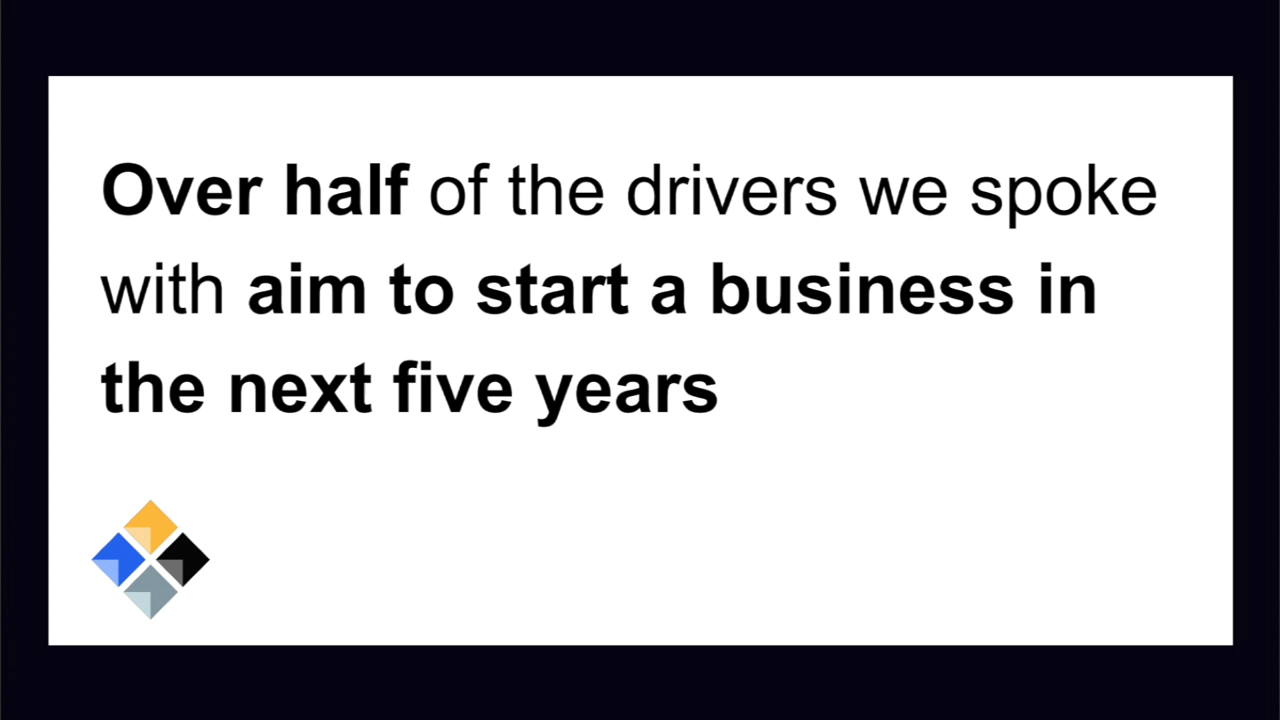 Over half of the drivers we spoke
with aim to start a business in
the next five years